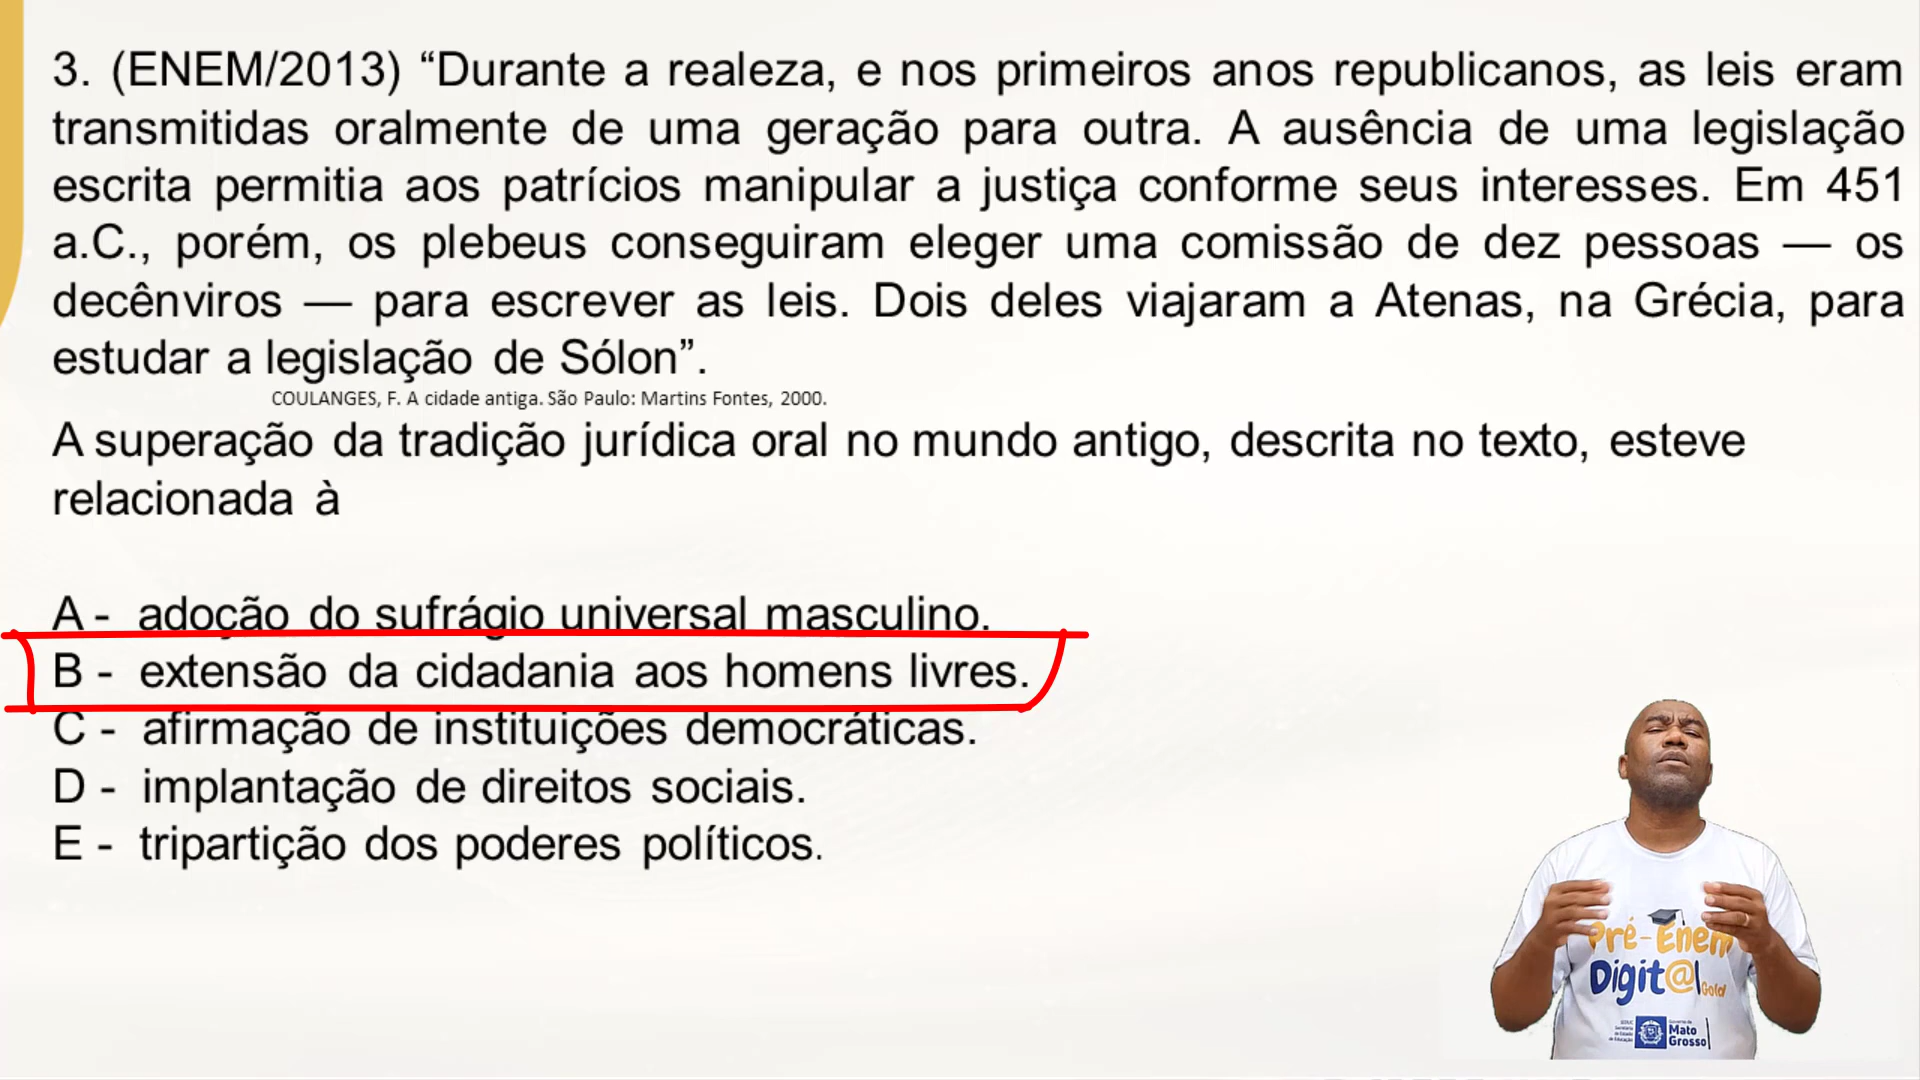 3. (ENEM/2013) “Durante a realeza, e nos primeiros anos republicanos, as leis eram
transmitidas oralmente de uma geração para outra. A ausência de uma legislação
escrita permitia aos patrícios manipular a justiça conforme seus interesses. Em 451
a.C., porém, os plebeus conseguiram eleger uma comissão de dez pessoas — os
decênviros — para escrever as leis. Dois deles viajaram a Atenas, na Grécia, para
estudar a legislação de Sólon”.
COULANGES, F. A cidade antiga. São Paulo: Martins Fontes, 2000.
A superação da tradição jurídica oral no mundo antigo, descrita no texto, esteve
relacionada à
A - adoção do sufrágio universal masculino.
B - extensão da cidadania aos homens livres.
C - afirmação de instituições democráticas.
D - implantação de direitos sociais.
E - tripartição dos poderes políticos.
Pré-Enem
Digit@l
Gold
Mato
Grosso